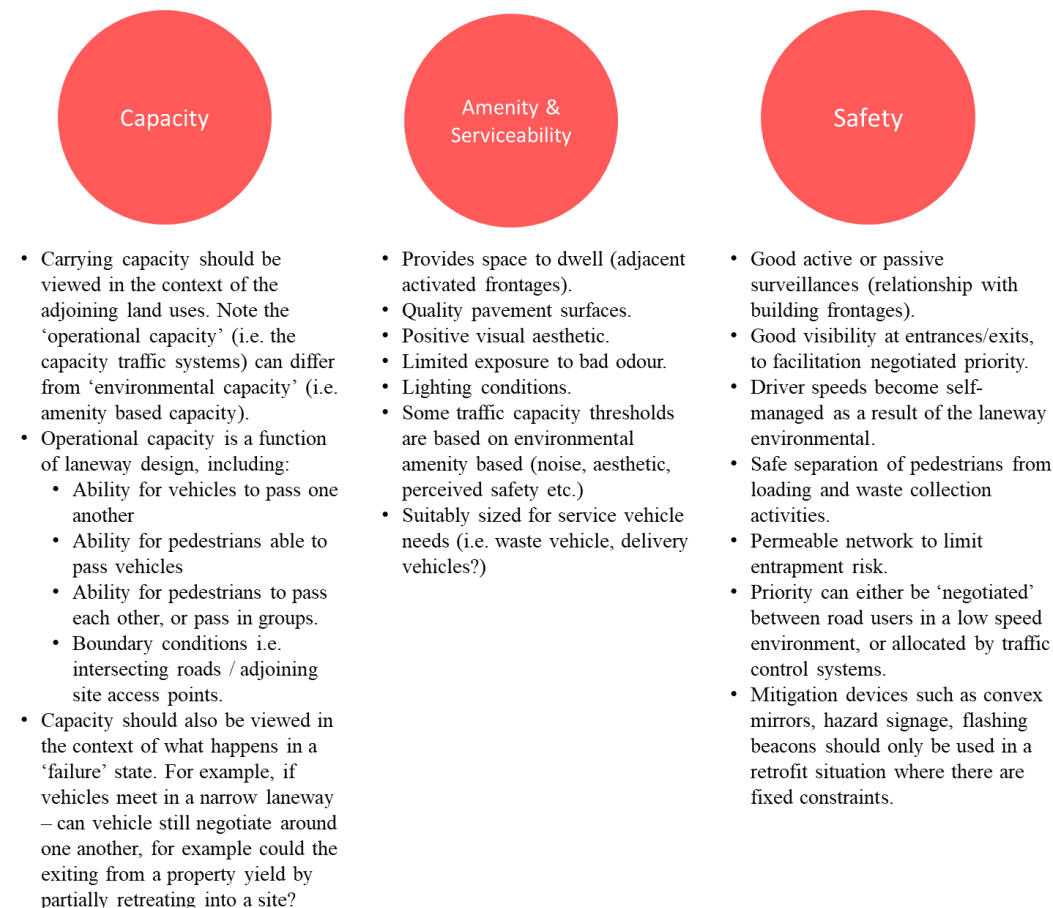 Capacity
• Carrying capacity should be
viewed in the context of the
adjoining land uses. Note the
‘operational capacity’ (i.e. the
capacity traffic systems) can differ
from ‘environmental capacity’ (i.e.
amenity based capacity).
• Operational capacity is a function
of laneway design, including:
• Ability for vehicles to pass one
another
• Ability for pedestrians able to
pass vehicles
• Ability for pedestrians to pass
each other, or pass in groups.
• Boundary conditions i.e.
intersecting roads / adjoining
site access points.
• Capacity should also be viewed in
the context of what happens in a
‘failure’ state. For example, if
vehicles meet in a narrow laneway
– can vehicle still negotiate around
one another, for example could the
exiting from a property yield by
partially retreating into a site?
Amenity &
Serviceability
• Provides space to dwell (adjacent
activated frontages).
• Quality pavement surfaces.
• Positive visual aesthetic.
• Limited exposure to bad odour.
• Lighting conditions.
• Some traffic capacity thresholds
are based on environmental
amenity based (noise, aesthetic,
perceived safety etc.)
• Suitably sized for service vehicle
needs (i.e. waste vehicle, delivery
vehicles?)
Safety
• Good active or passive
surveillances (relationship with
building frontages).
• Good visibility at entrances/exits,
to facilitation negotiated priority.
• Driver speeds become self-
managed as a result of the laneway
environmental.
• Safe separation of pedestrians from
loading and waste collection
activities.
• Permeable network to limit
entrapment risk.
• Priority can either be ‘negotiated’
between road users in a low speed
environment, or allocated by traffic
control systems.
• Mitigation devices such as convex
mirrors, hazard signage, flashing
beacons should only be used in a
retrofit situation where there are
fixed constraints.